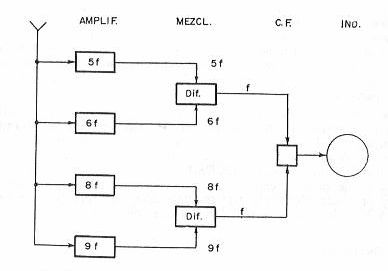 AMPLIF. MEZCL. C.F. IND.
5f 5f
Dif. f
6f 6f
8f 8f
Dif. f
9f 9f